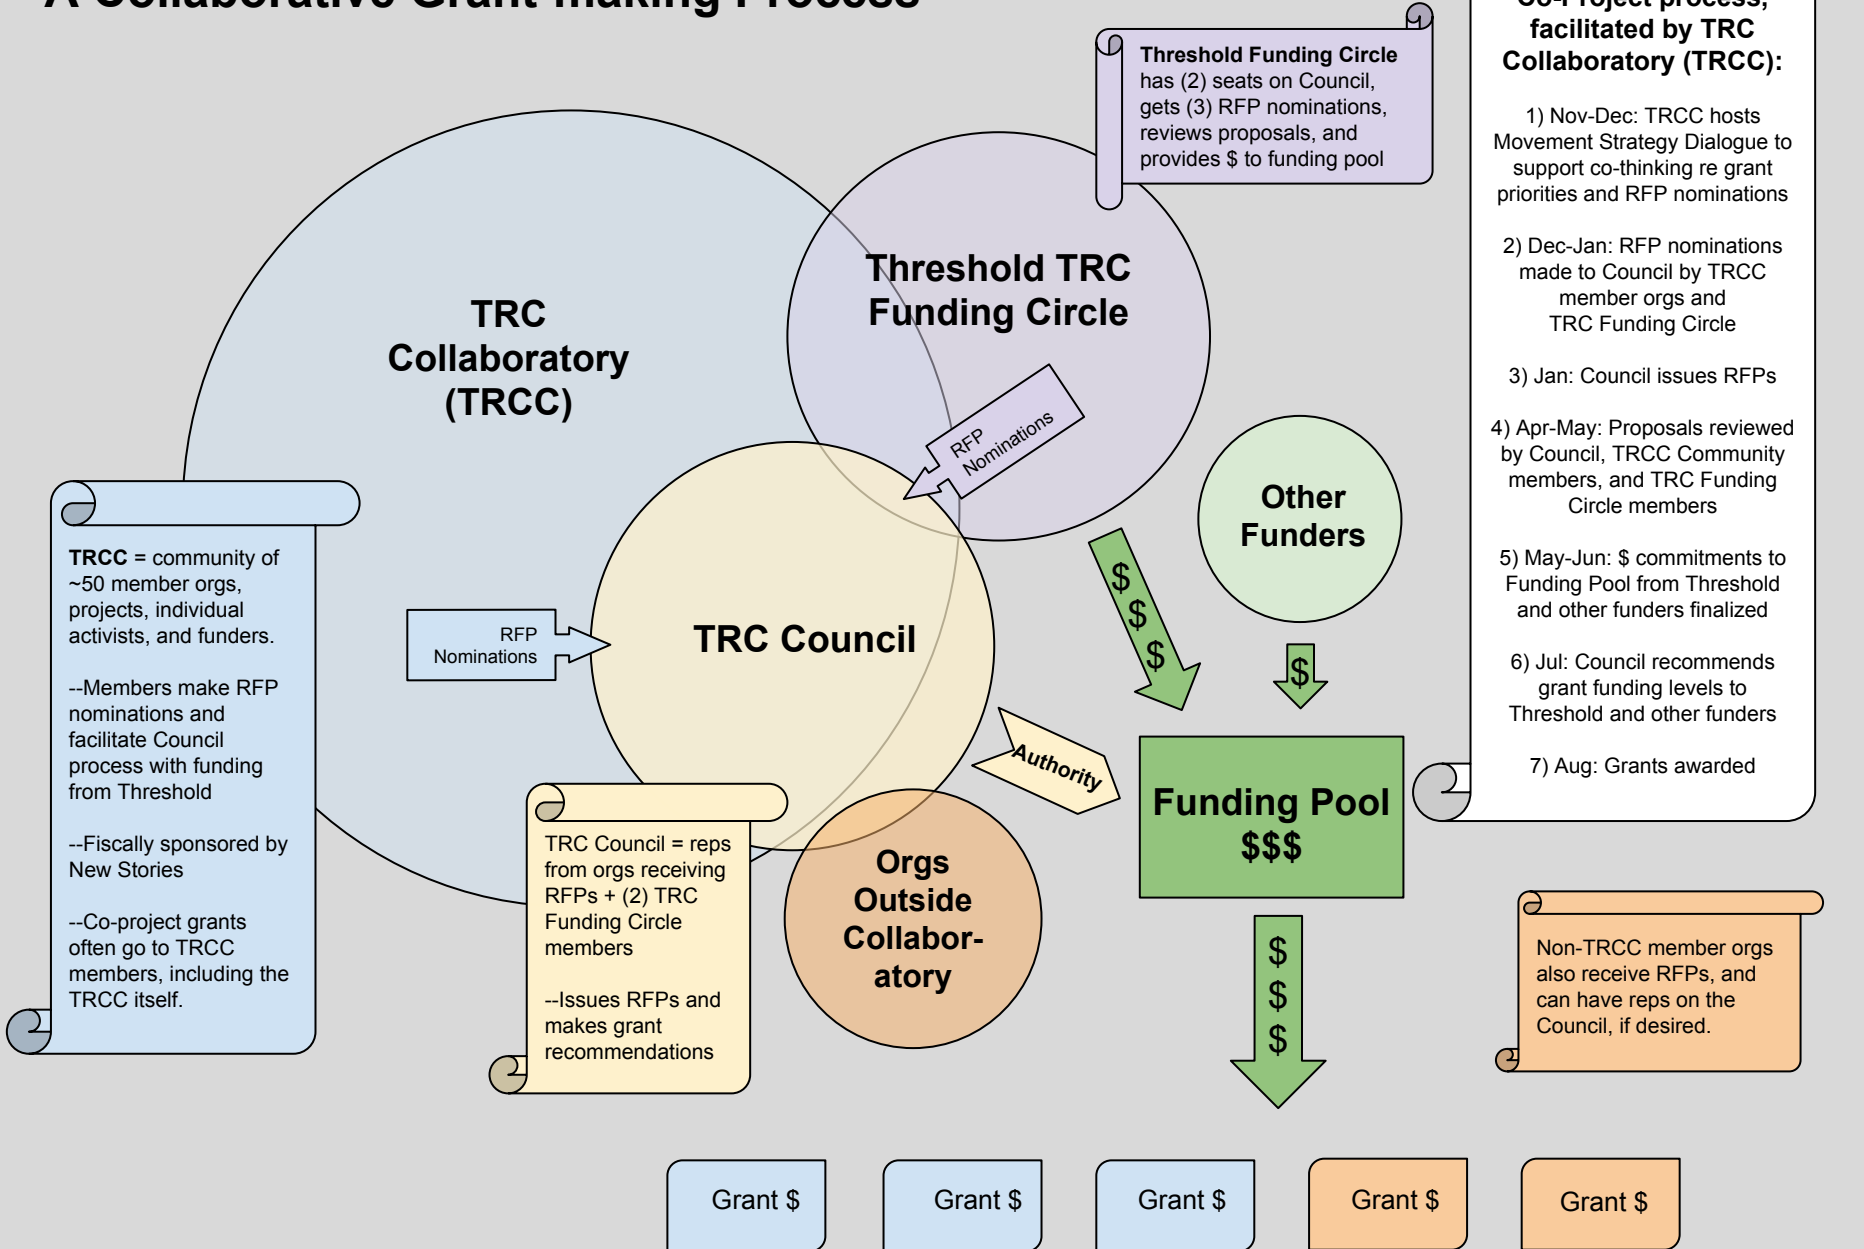 A Collaborative Grant-making Process
Threshold Funding Circle
has (2) seats on Council,
gets (3) RFP nominations,
reviews proposals, and
provides $ to funding pool
Co-Project process,
facilitated by TRC
Collaboratory (TRCC):
1) Nov-Dec: TRCC hosts
Movement Strategy Dialogue to
support co-thinking re grant
priorities and RFP nominations
2) Dec-Jan: RFP nominations
made to Council by TRCC
member orgs and
TRC Funding Circle
3) Jan: Council issues RFPs
4) Apr-May: Proposals reviewed
by Council, TRCC Community
members, and TRC Funding
Circle members
5) May-Jun: $ commitments to
Funding Pool from Threshold
and other funders finalized
6) Jul: Council recommends
grant funding levels to
Threshold and other funders
7) Aug: Grants awarded
TRC
Collaboratory
(TRCC)
Threshold TRC
Funding Circle
RFP
Nominations
Other
Funders
TRCC = community of
~50 member orgs,
projects, individual
activists, and funders.
--Members make RFP
nominations and
facilitate Council
process with funding
from Threshold
--Fiscally sponsored by
New Stories
--Co-project grants
often go to TRCC
members, including the
TRCC itself.
RFP
Nominations
TRC Council
$
$
$
$
Authority
Funding Pool
$$$
TRC Council = reps
from orgs receiving
RFPs + (2) TRC
Funding Circle
members
--Issues RFPs and
makes grant
recommendations
Orgs
Outside
Collabor-
atory
$
$
$
Non-TRCC member orgs
also receive RFPs, and
can have reps on the
Council, if desired.
Grant $
Grant $
Grant $
Grant $
Grant $